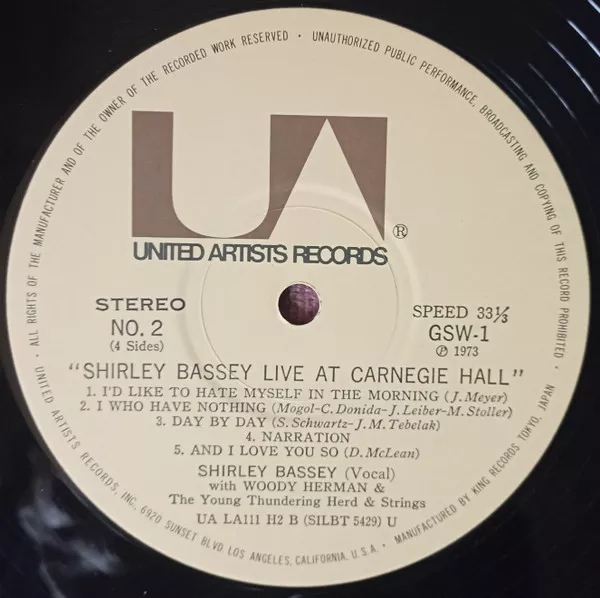 · ALL RIGHTS OF THE MANUFACTURER AND OF THE OWNER OF THE RECORDED WORK RESERVED · UNAUTHORIZED PUBLIC PERFORMANCE, BROADCASTING AND COPYING OF THIS RECORD PROHIBITED ·
UA®
UNITED ARTISTS RECORDS
STEREO
NO. 2
(4 Sides)
SPEED 33⅓
GSW-1
℗ 1973
"SHIRLEY BASSEY LIVE AT CARNEGIE HALL"
1. I'D LIKE TO HATE MYSELF IN THE MORNING (J. Meyer)
2. I WHO HAVE NOTHING (Mogol-C. Donida-J. Leiber-M. Stoller)
3. DAY BY DAY (S. Schwartz-J. M. Tebelak)
4. NARRATION
5. AND I LOVE YOU SO (D. McLean)
SHIRLEY BASSEY (Vocal)
with WOODY HERMAN &
The Young Thundering Herd & Strings
UA LA111 H2 B (SILBT 5429) U
UNITED ARTISTS RECORDS, INC. 6920 SUNSET BLVD. LOS ANGELES, CALIFORNIA. U.S.A. · MANUFACTURED BY KING RECORDS TOKYO, JAPAN